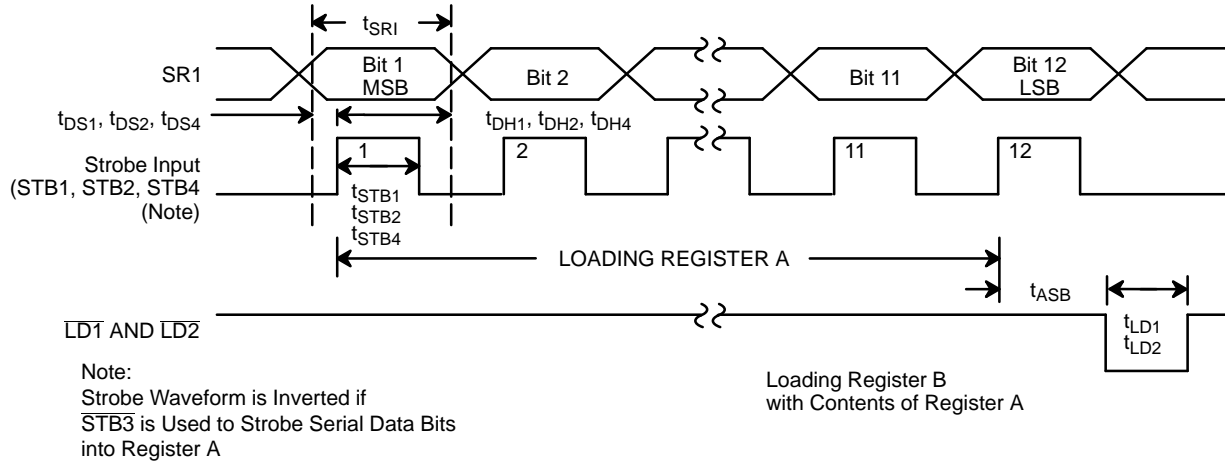 tSRI
SR1
Bit 1
MSB
Bit 2
Bit 11
Bit 12
LSB
tDS1, tDS2, tDS4
tDH1, tDH2, tDH4
Strobe Input
(STB1, STB2, STB4
(Note)
1
2
11
12
tSTB1
tSTB2
tSTB4
LOADING REGISTER A
tASB
LD1 AND LD2
tLD1
tLD2
Note:
Strobe Waveform is Inverted if
STB3 is Used to Strobe Serial Data Bits
into Register A
Loading Register B
with Contents of Register A